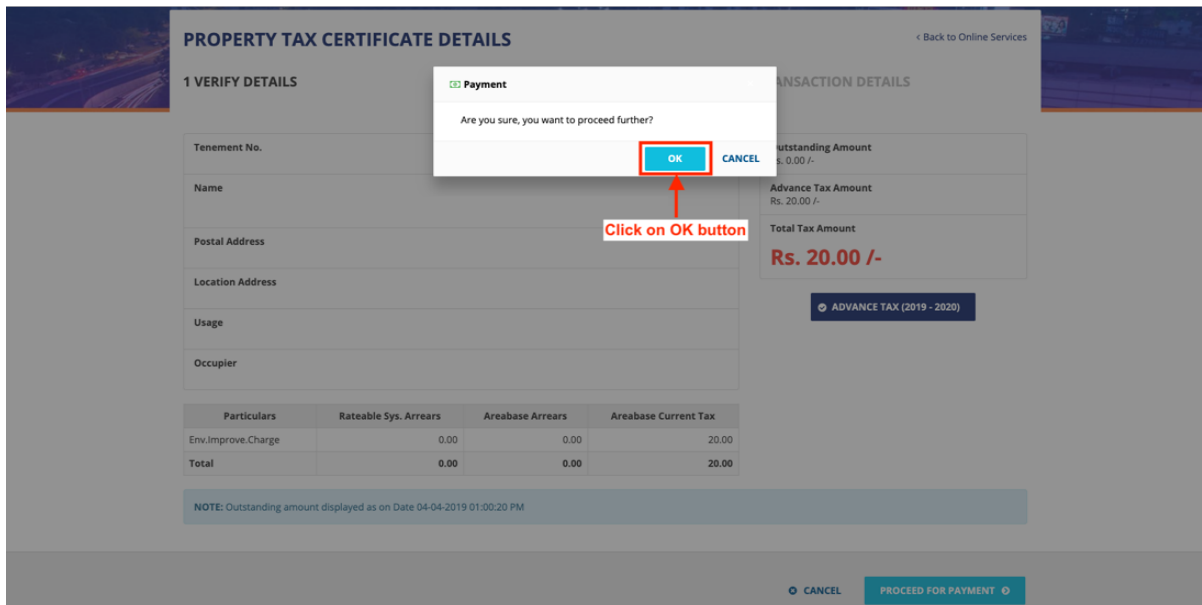 PROPERTY TAX CERTIFICATE DETAILS
‹ Back to Online Services
1 VERIFY DETAILS
ANSACTION DETAILS
Payment
Are you sure, you want to proceed further?
OK CANCEL
Click on OK button
Tenement No.
Name
Postal Address
Location Address
Usage
Occupier
utstanding Amount
s. 0.00 /-
Advance Tax Amount
Rs. 20.00 /-
Total Tax Amount
Rs. 20.00 /-
ADVANCE TAX (2019 - 2020)
Particulars Rateable Sys. Arrears Areabase Arrears Areabase Current Tax
Env.Improve.Charge 0.00 0.00 20.00
Total 0.00 0.00 20.00
NOTE: Outstanding amount displayed as on Date 04-04-2019 01:00:20 PM
CANCEL PROCEED FOR PAYMENT